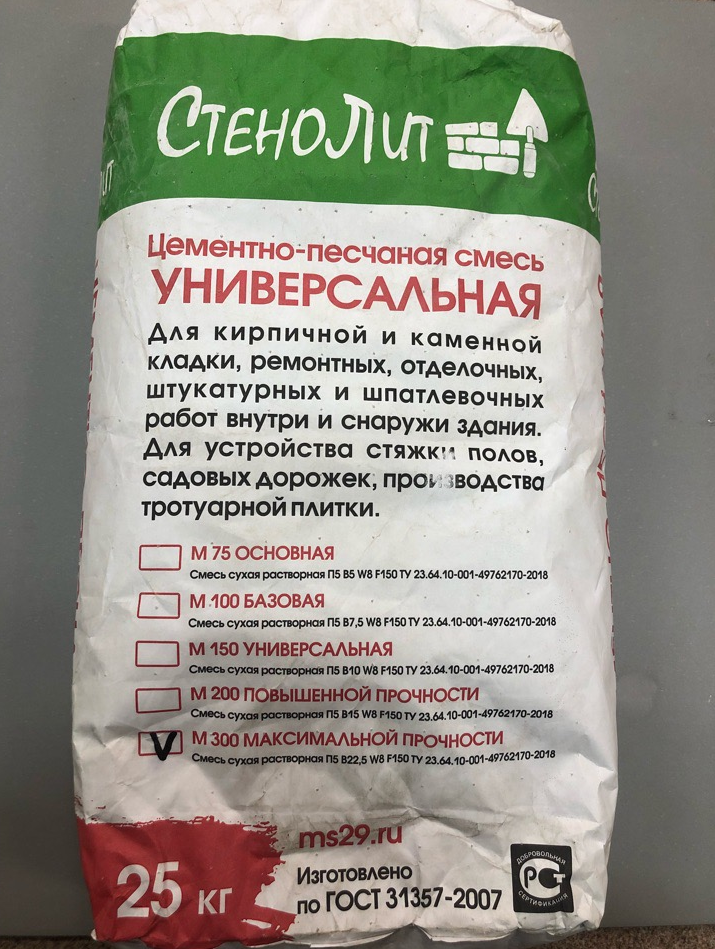 СТЕНОЛИТ
Цементно-песчаная смесь
УНИВЕРСАЛЬНАЯ
Для кирпичной и каменной
кладки, ремонтных, отделочных,
штукатурных и шпатлевочных
работ внутри и снаружи здания.
Для устройства стяжки полов,
садовых дорожек, производства
тротуарной плитки.
М 75 ОСНОВНАЯ
Смесь сухая растворная П5 В5 W8 F150 ТУ 23.64.10-001-49762170-2018
М 100 БАЗОВАЯ
Смесь сухая растворная П5 В7,5 W8 F150 ТУ 23.64.10-001-49762170-2018
М 150 УНИВЕРСАЛЬНАЯ
Смесь сухая растворная П5 В10 W8 F150 ТУ 23.64.10-001-49762170-2018
М 200 ПОВЫШЕННОЙ ПРОЧНОСТИ
Смесь сухая растворная П5 В15 W8 F150 ТУ 23.64.10-001-49762170-2018
V М 300 МАКСИМАЛЬНОЙ ПРОЧНОСТИ
Смесь сухая растворная П5 В22,5 W8 F150 ТУ 23.64.10-001-49762170-2018
ms29.ru
25 кг
Изготовлено
по ГОСТ 31357-2007
ДОБРОВОЛЬНАЯ
РСТ
СЕРТИФИКАЦИЯ